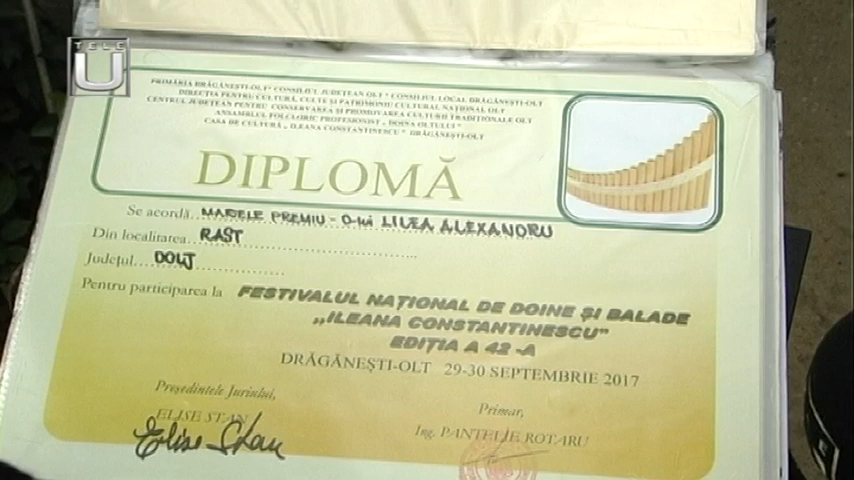 TELE
U
PRIMĂRIA DRĂGĂNEȘTI-OLT* CONSILIUL JUDEȚEAN OLT * CONSILIUL LOCAL DRĂGĂNEȘTI-OLT
DIRECȚIA PENTRU CULTURĂ, CULTE ȘI PATRIMONIU CULTURAL NAȚIONAL OLT
CENTRUL JUDEȚEAN PENTRU CONSERVAREA ȘI PROMOVAREA CULTURII TRADIȚIONALE OLT
ANSAMBLUL FOLCLORIC PROFESIONIST „DOINA OLTULUI"
CASA DE CULTURĂ „ILEANA CONSTANTINESCU" DRĂGĂNEȘTI-OLT
DIPLOMĂ
Se acordă MARELE PREMIU - D-lui LILEA ALEXANDRU
Din localitatea RAST
Județul DOLJ
Pentru participarea la FESTIVALUL NAȚIONAL DE DOINE ȘI BALADE
„ILEANA CONSTANTINESCU"
EDIȚIA A 42-A
DRĂGĂNEȘTI-OLT 29-30 SEPTEMBRIE 2017
Președintele Juriului,
ELISE STAN
Elise Stan
Primar,
Ing. PANTELIE ROTARU